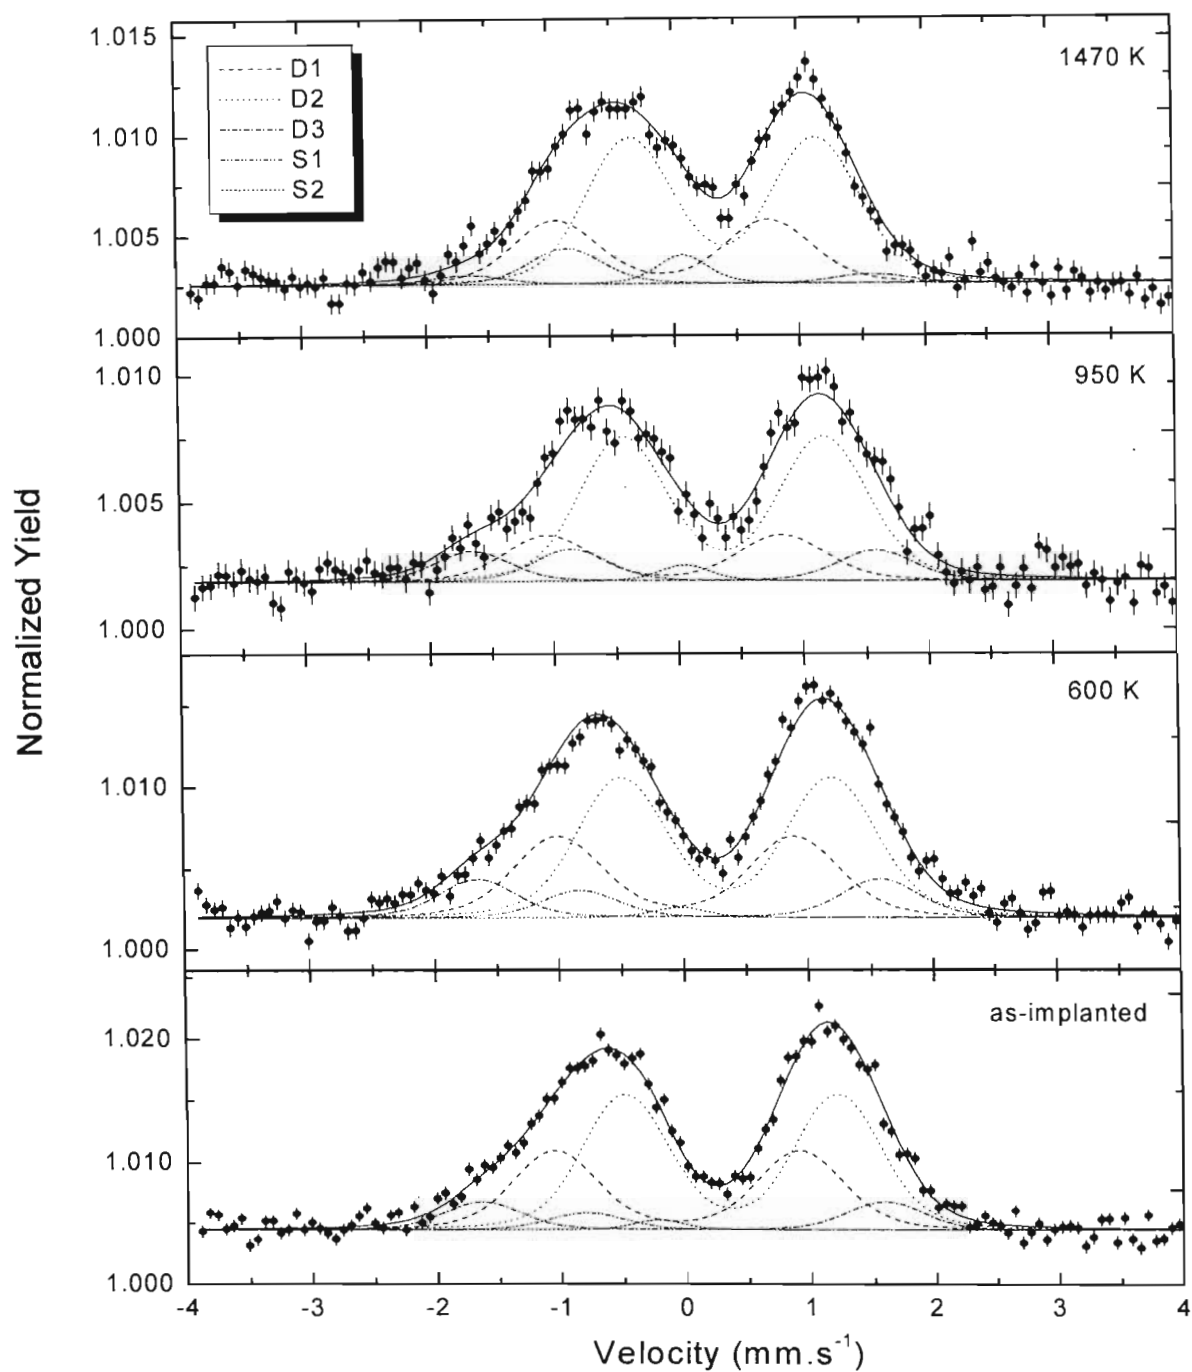 1.015
1470 K
D1
D2
D3
S1
S2
1.010
1.005
1.000
1.010
950 K
1.005
1.000
600 K
1.010
1.000
as-implanted
1.020
1.010
1.000
-4 -3 -2 -1 0 1 2 3 4
Velocity (mm.s⁻¹)
Normalized Yield